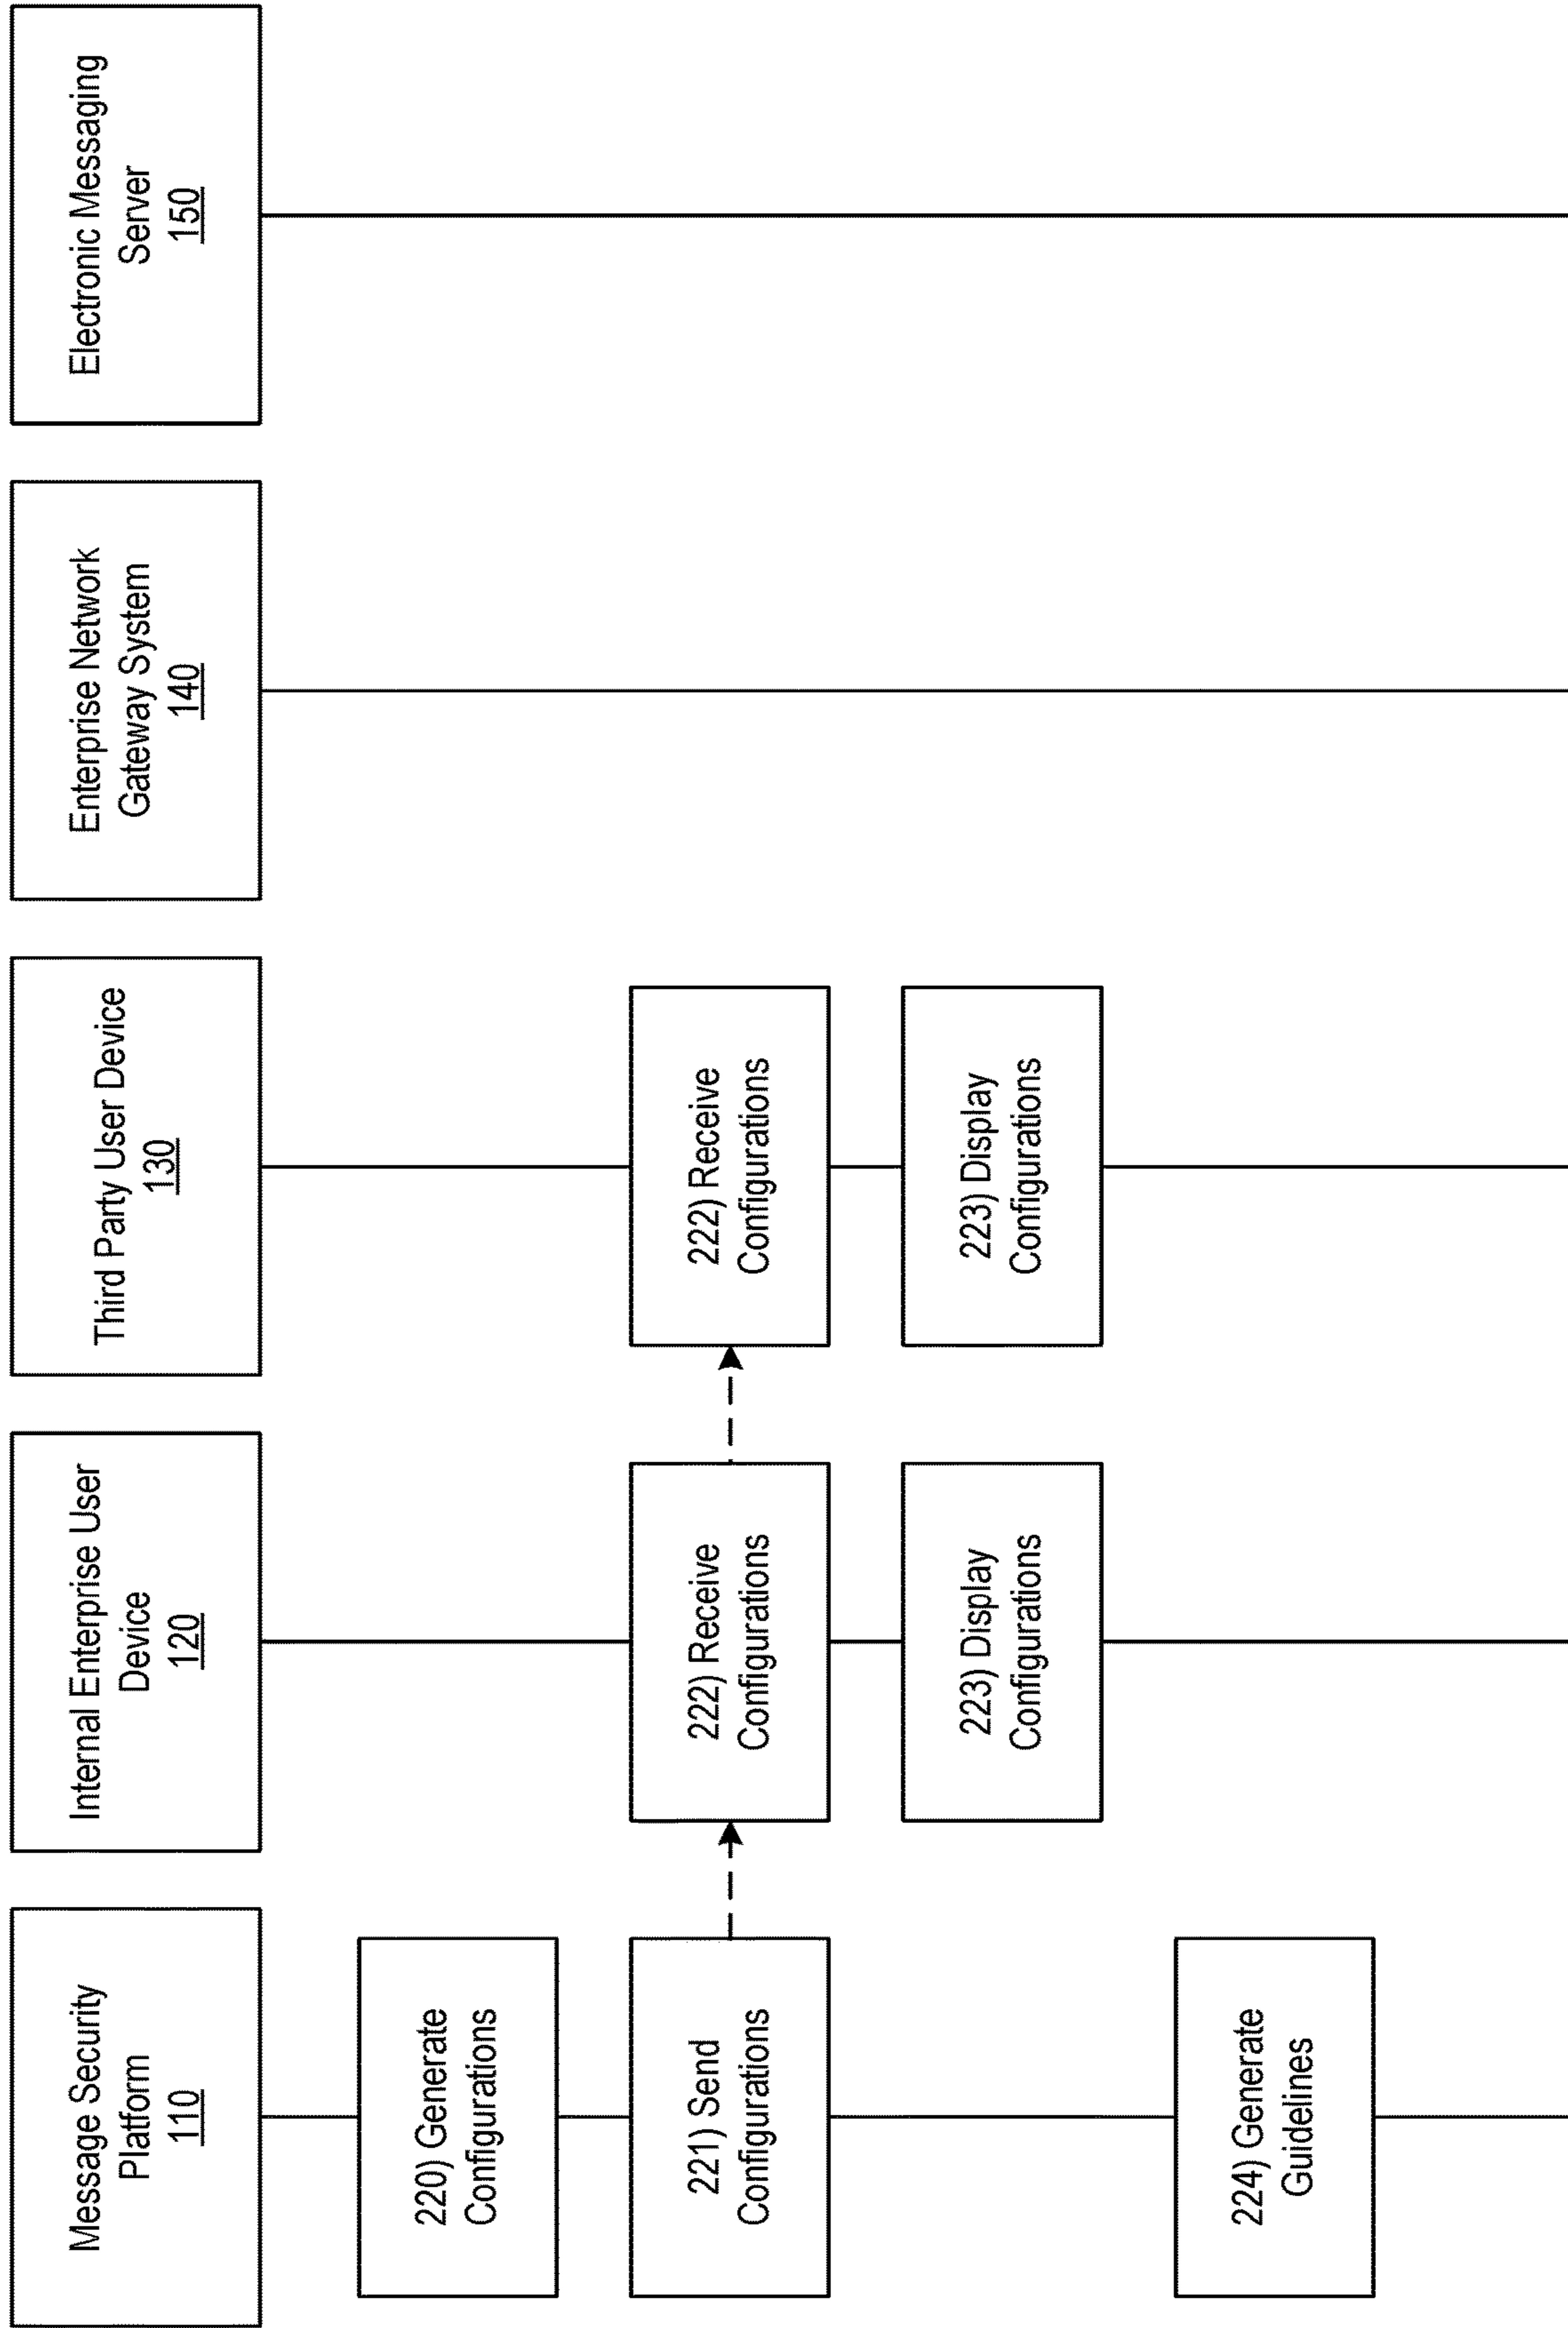 Message Security
Platform
110
Internal Enterprise User
Device
120
Third Party User Device
130
Enterprise Network
Gateway System
140
Electronic Messaging
Server
150
220) Generate
Configurations
221) Send
Configurations
222) Receive
Configurations
222) Receive
Configurations
223) Display
Configurations
223) Display
Configurations
224) Generate
Guidelines